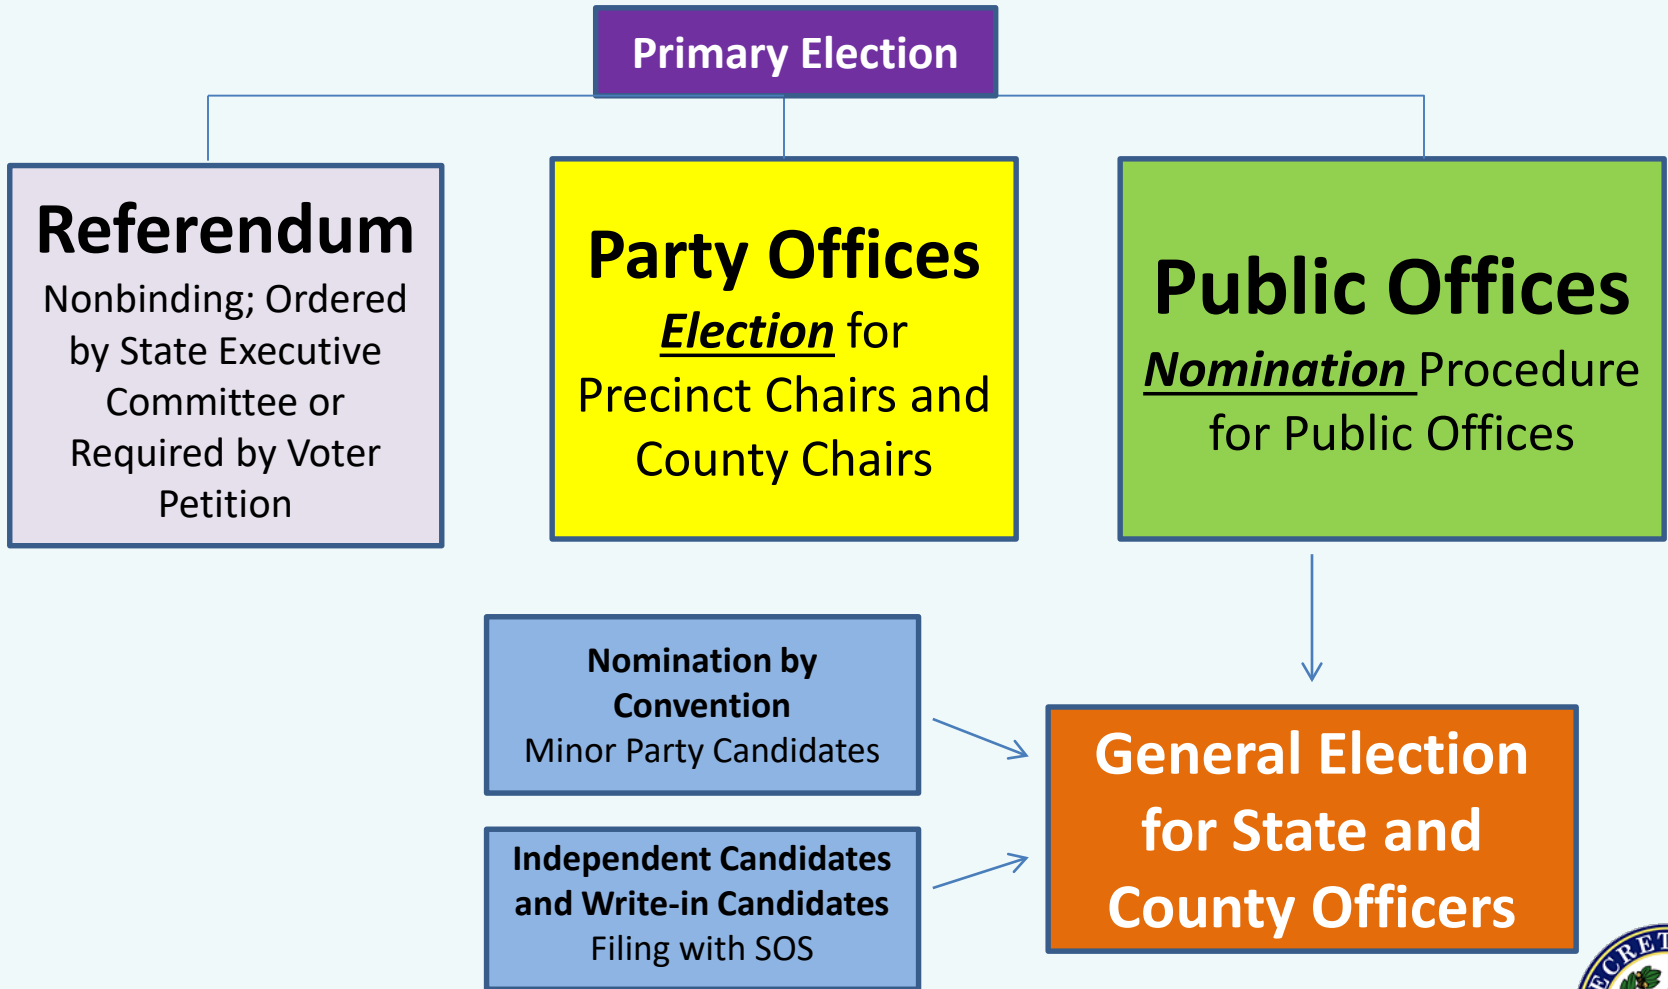 Primary Election
Referendum
Nonbinding; Ordered
by State Executive
Committee or
Required by Voter
Petition
Party Offices
Election for
Precinct Chairs and
County Chairs
Public Offices
Nomination Procedure
for Public Offices
Nomination by
Convention
Minor Party Candidates
Independent Candidates
and Write-in Candidates
Filing with SOS
General Election
for State and
County Officers